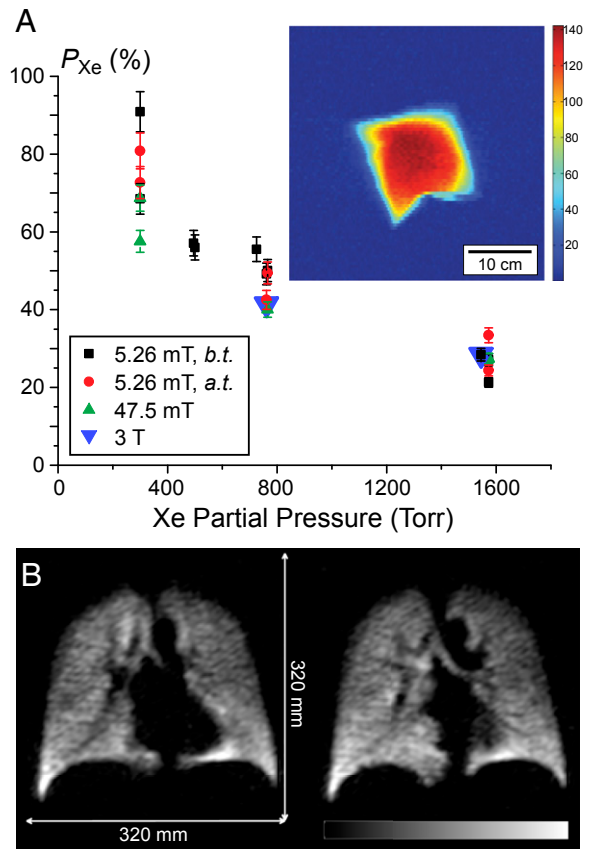 A
P_Xe (%)
100
80
60
40
20
0
0
400
800
1200
1600
Xe Partial Pressure (Torr)
5.26 mT, b.t.
5.26 mT, a.t.
47.5 mT
3 T
140
120
100
80
60
40
20
10 cm
B
320 mm
320 mm